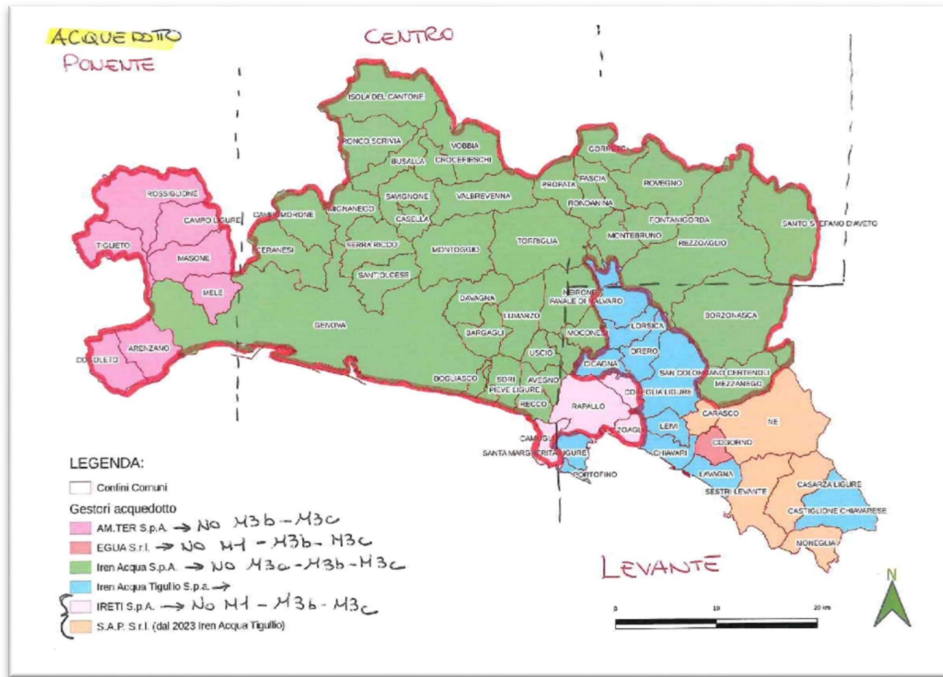 ACQUEDOTTO
PONENTE
CENTRO
ISOLA DEL CANTONE
RONCO SCRIVIA
VOBBIA
BUSALLA
CROCEFIESCHI
GORRETO
FASCIA
ROVEGNO
PROPATA
RONDANINA
ROSSIGLIONE
CAMPO LIGURE
MIGNANEGO
SAVIGNONE
VALBREVENNA
CASELLA
FONTANIGORDA
SANTO STEFANO D'AVETO
TIGLIETO
CERANESI
SERRA RICCO
MONTOGGIO
TORRIGLIA
MONTEBRUNO
REZZOAGLIO
MASONE
SANT'OLCESE
MELE
NEIRONE
DAVAGNA
LUMARZO
LORSICA
BORZONASCA
GENOVA
BARGAGLI
MOCONESI
ARENZANO
USCIO
ORERO
CICAGNA
BOGLIASCO
SORI
AVEGNO
MEZZANEGO
PIEVE LIGURE
RECCO
RAPALLO
CARASCO
NE
LEIVI
COGORNO
SANTA MARGHERITA LIGURE
CHIAVARI
PORTOFINO
LAVAGNA
SESTRI LEVANTE
CASARZA LIGURE
CASTIGLIONE CHIAVARESE
MONEGLIA
LEVANTE
LEGENDA:
Confini Comuni
Gestori acquedotto
AM.TER S.p.A. → NO M3b - M3c
EGUA S.r.l. → NO M1 - M3b - M3c
Iren Acqua S.p.A. → NO M3a - M3b - M3c
Iren Acqua Tigullio S.p.a. →
IRETI S.p.A. → NO M1 - M3b - M3c
S.A.P. S.r.l. (dal 2023 Iren Acqua Tigullio)
0 10 20 km
N